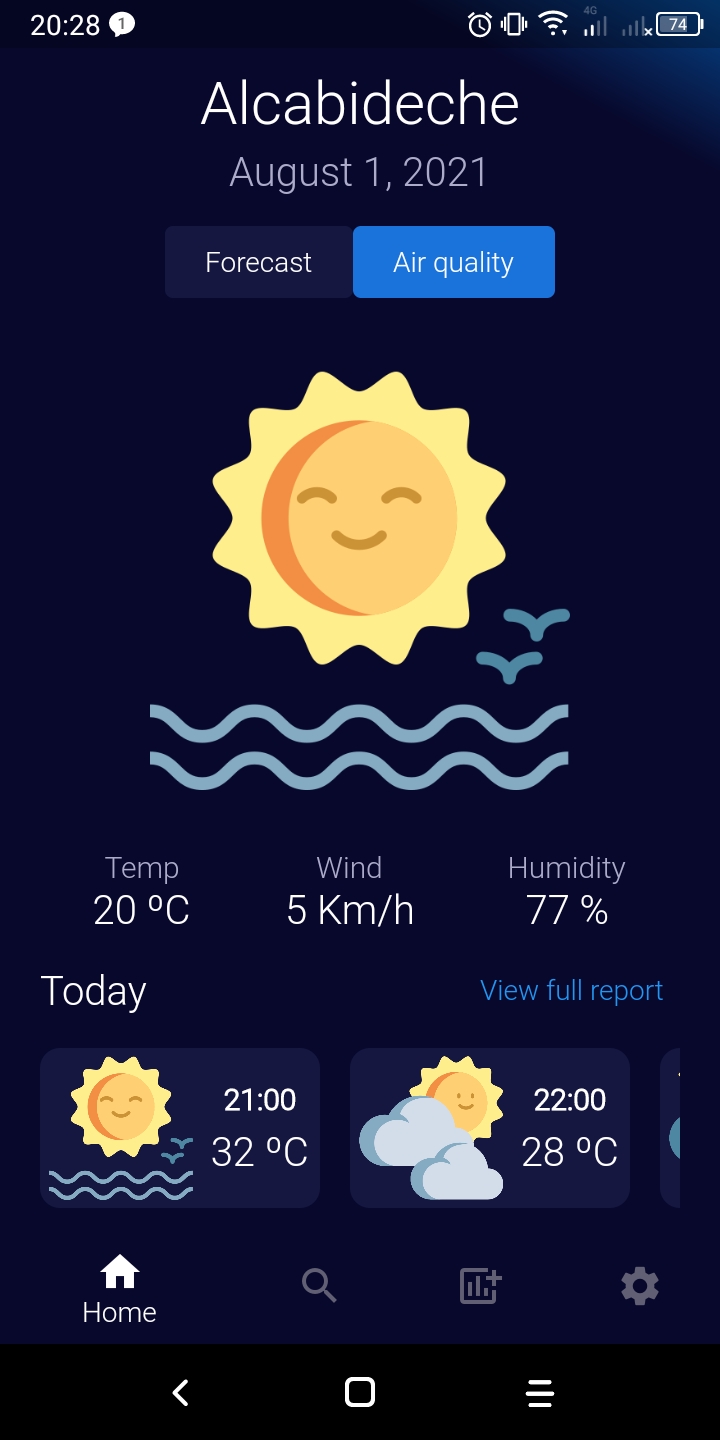 20:28 1 4G 74
Alcabideche
August 1, 2021
Forecast Air quality
Temp Wind Humidity
20 ºC 5 Km/h 77 %
Today View full report
21:00 22:00
32 ºC 28 ºC
Home